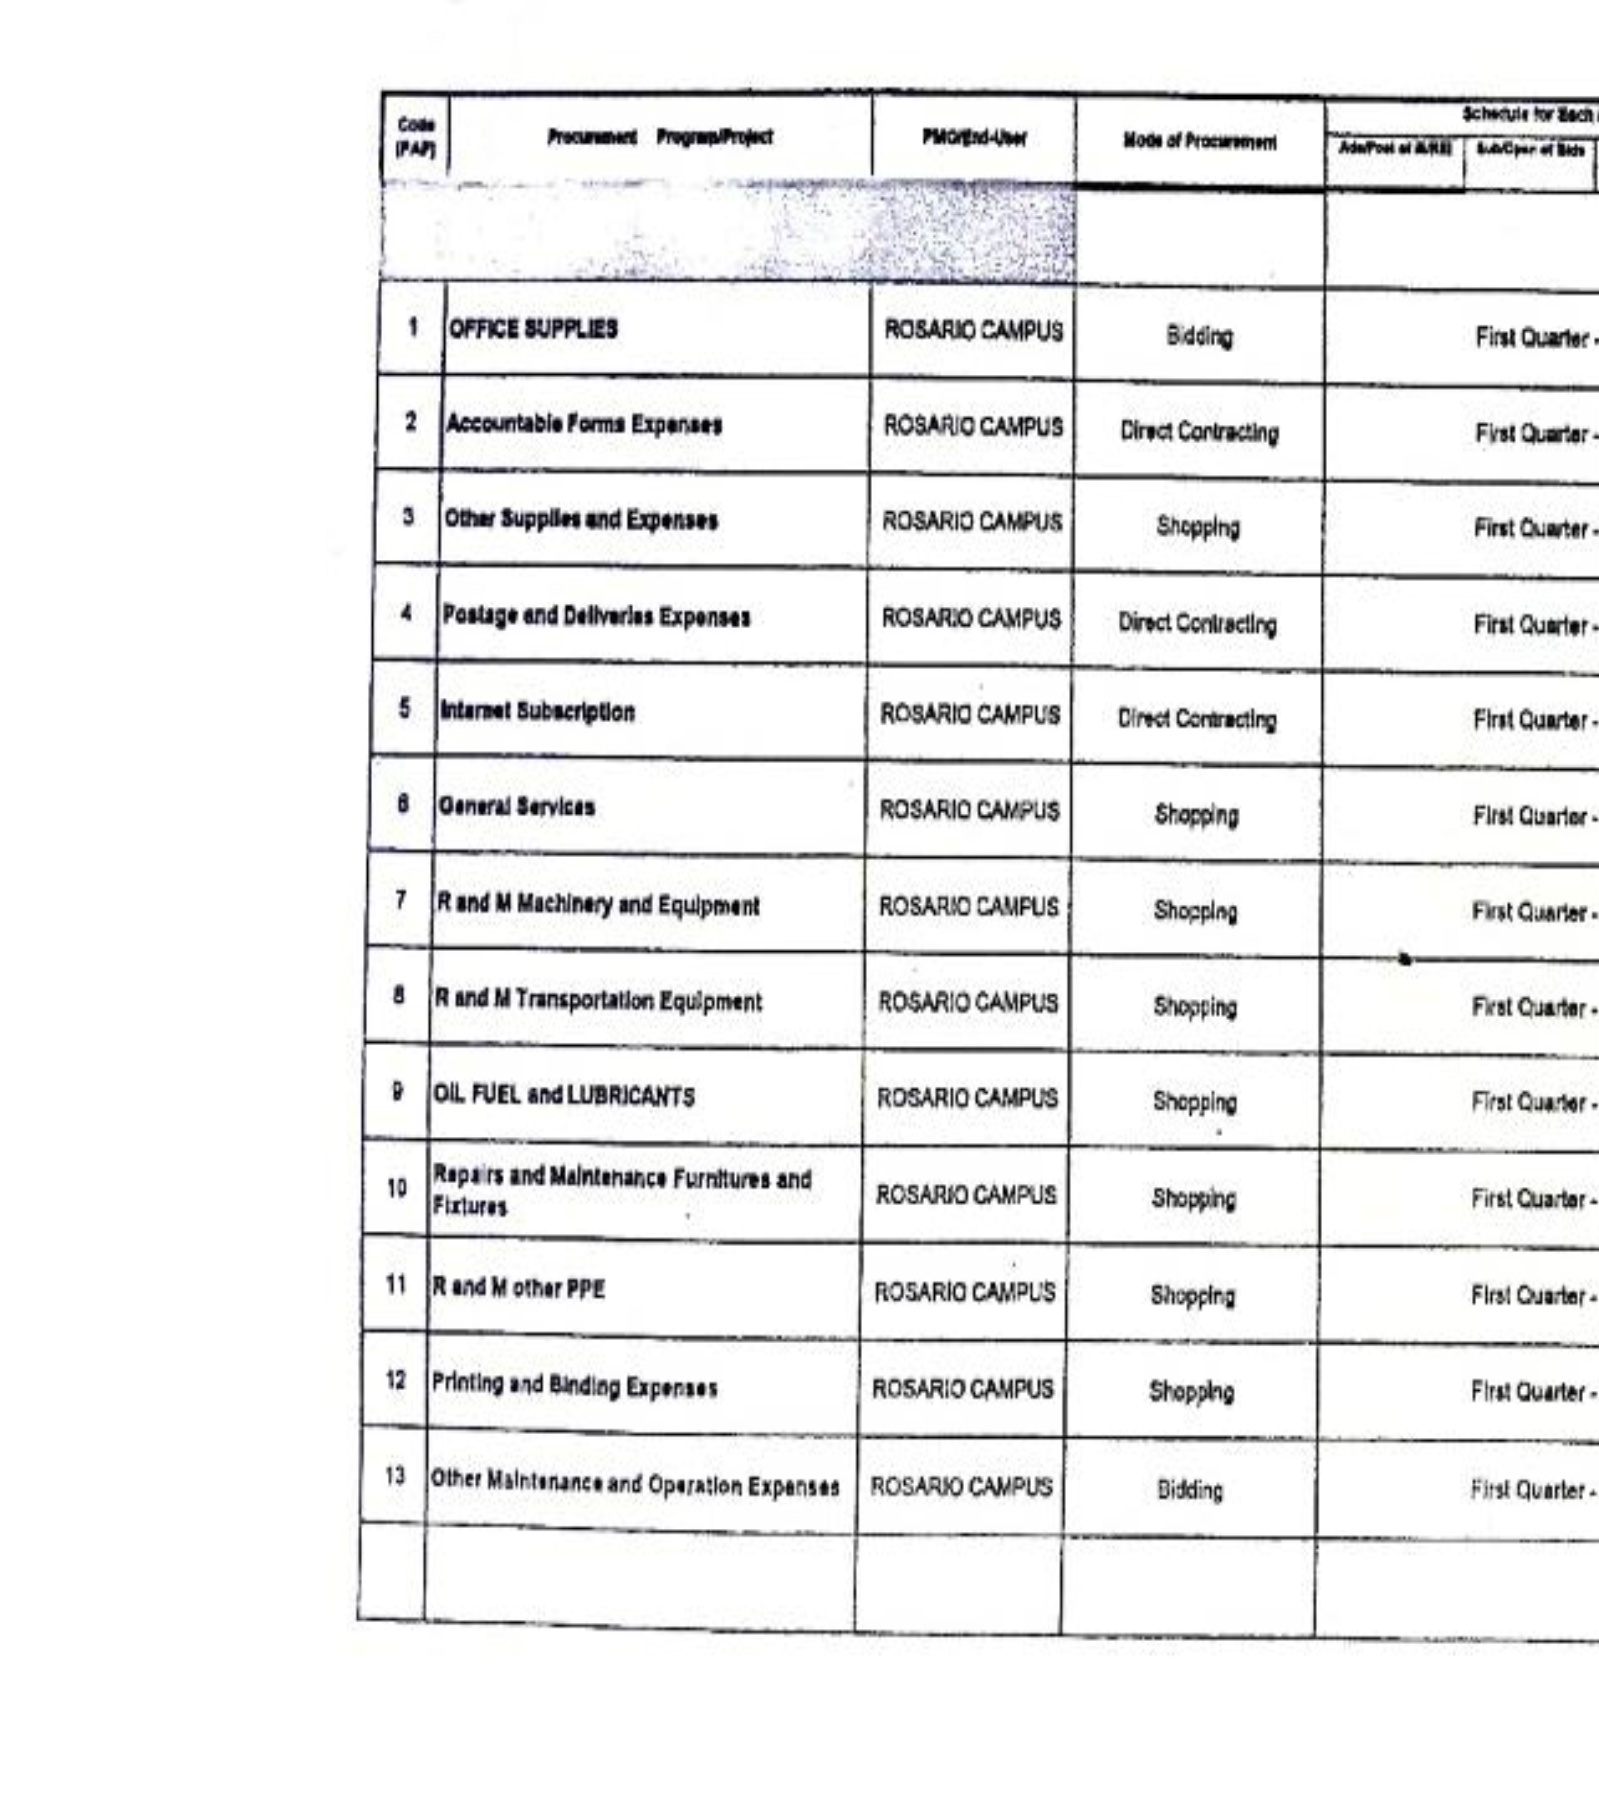 Code
(PAP)
Procurement Program/Project
PMO/End-User
Mode of Procurement
Schedule for Each
Ads/Post of IB/REI
Sub/Open of Bids
1 OFFICE SUPPLIES ROSARIO CAMPUS Bidding First Quarter -
2 Accountable Forms Expenses ROSARIO CAMPUS Direct Contracting First Quarter -
3 Other Supplies and Expenses ROSARIO CAMPUS Shopping First Quarter -
4 Postage and Deliveries Expenses ROSARIO CAMPUS Direct Contracting First Quarter -
5 Internet Subscription ROSARIO CAMPUS Direct Contracting First Quarter -
6 General Services ROSARIO CAMPUS Shopping First Quarter -
7 R and M Machinery and Equipment ROSARIO CAMPUS Shopping First Quarter -
8 R and M Transportation Equipment ROSARIO CAMPUS Shopping First Quarter -
9 OIL FUEL and LUBRICANTS ROSARIO CAMPUS Shopping First Quarter -
10 Repairs and Maintenance Furnitures and
Fixtures ROSARIO CAMPUS Shopping First Quarter -
11 R and M other PPE ROSARIO CAMPUS Shopping First Quarter -
12 Printing and Binding Expenses ROSARIO CAMPUS Shopping First Quarter -
13 Other Maintenance and Operation Expenses ROSARIO CAMPUS Bidding First Quarter -